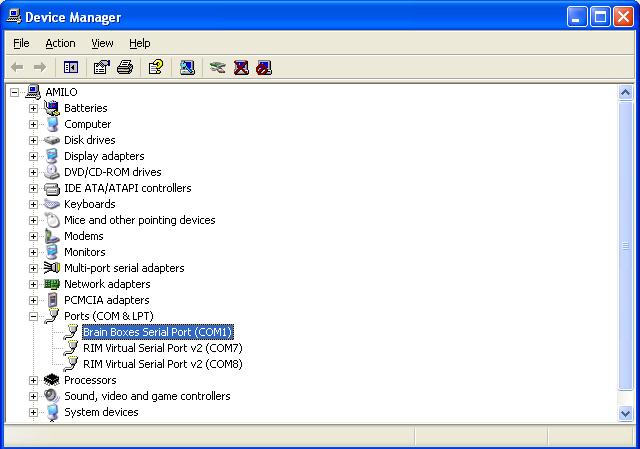 Device Manager
File Action View Help
AMILO
Batteries
Computer
Disk drives
Display adapters
DVD/CD-ROM drives
IDE ATA/ATAPI controllers
Keyboards
Mice and other pointing devices
Modems
Monitors
Multi-port serial adapters
Network adapters
PCMCIA adapters
Ports (COM & LPT)
Brain Boxes Serial Port (COM1)
RIM Virtual Serial Port v2 (COM7)
RIM Virtual Serial Port v2 (COM8)
Processors
Sound, video and game controllers
System devices